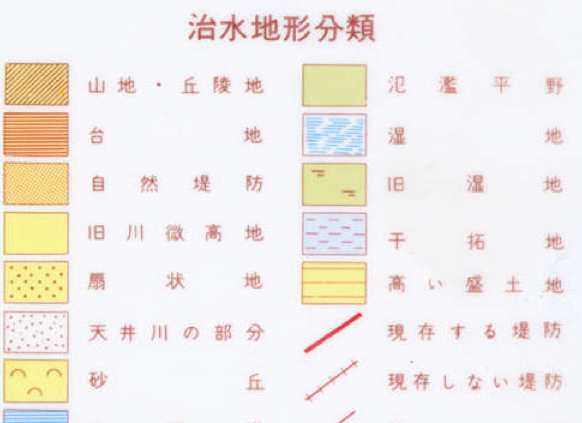 治水地形分類
山地・丘陵地
台地
自然堤防
旧川微高地
扇状地
天井川の部分
砂丘
氾濫平野
湿地
旧湿地
干拓地
高い盛土地
現存する堤防
現存しない堤防